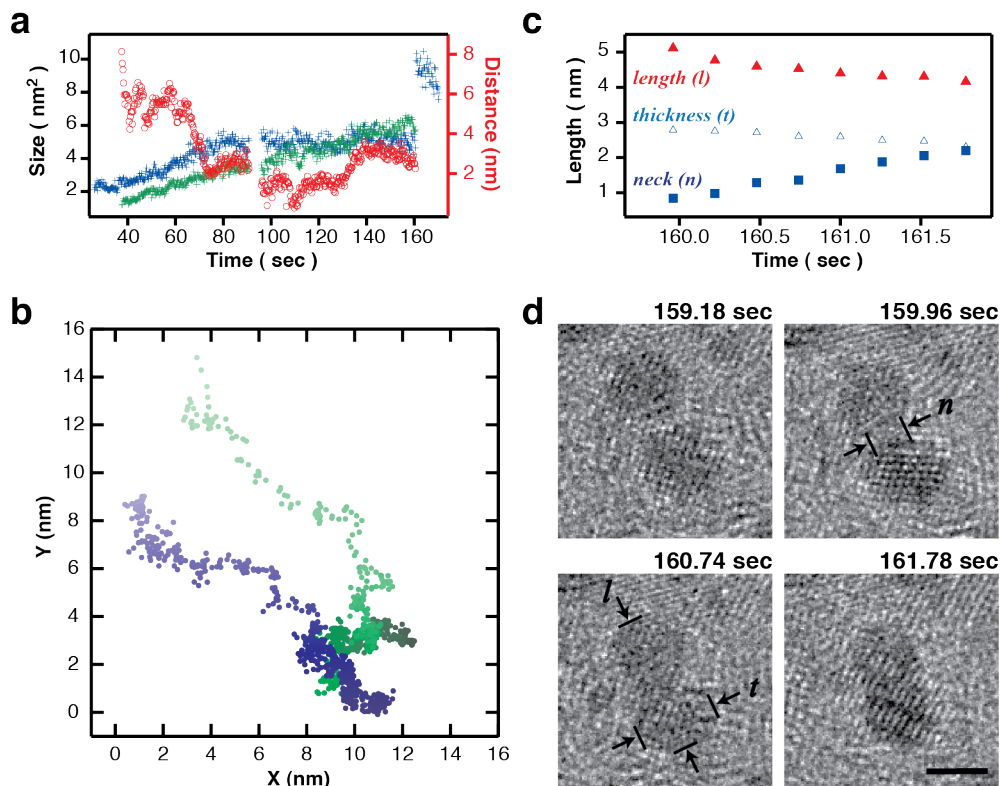 a
Size ( nm²)
10
8
6
4
2
40 60 80 100 120 140 160
Time ( sec )
8
6
4
2
Distance (nm)
c
Length ( nm)
5
4
3
2
1
length (l)
thickness (t)
neck (n)
160.0 160.5 161.0 161.5
Time ( sec )
b
Y (nm)
16
14
12
10
8
6
4
2
0
0 2 4 6 8 10 12 14 16
X (nm)
d
159.18 sec
159.96 sec
n
160.74 sec
161.78 sec
l
t